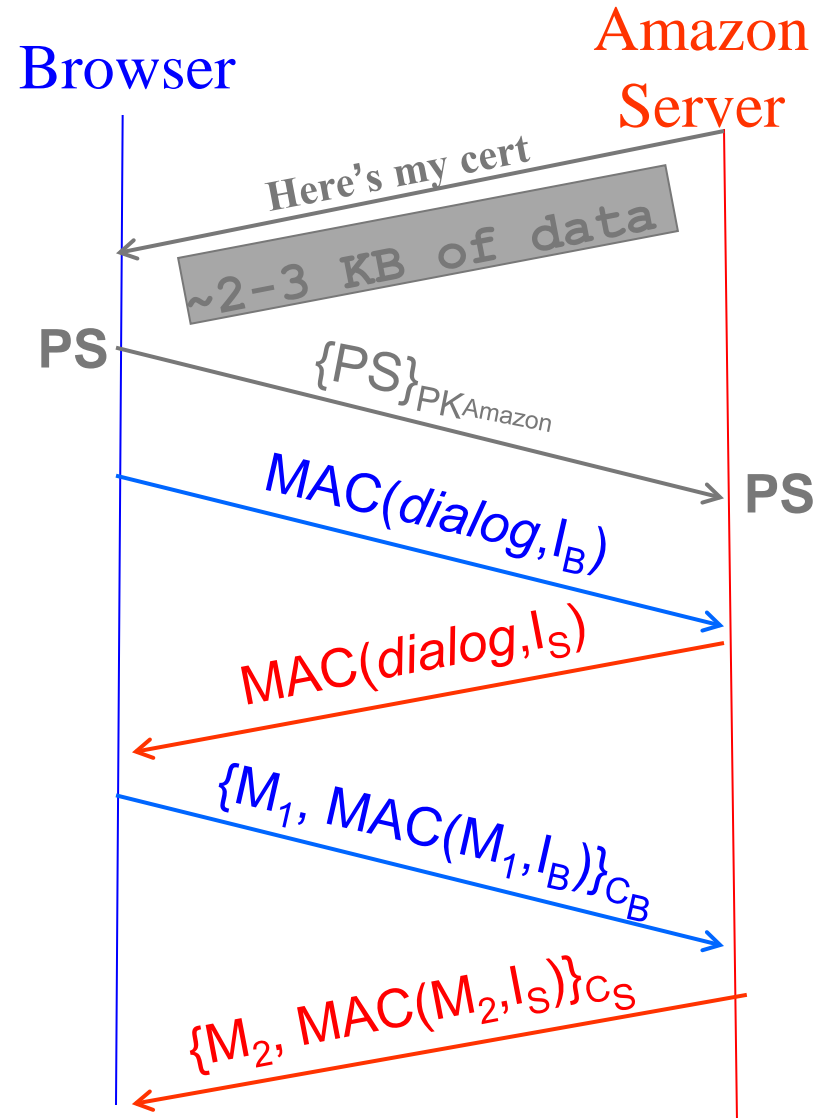 Browser
Amazon
Server
Here’s my cert
~2-3 KB of data
PS
{PS}PKAmazon
PS
MAC(dialog,IB)
MAC(dialog,IS)
{M1, MAC(M1,IB)}CB
{M2, MAC(M2,IS)}CS